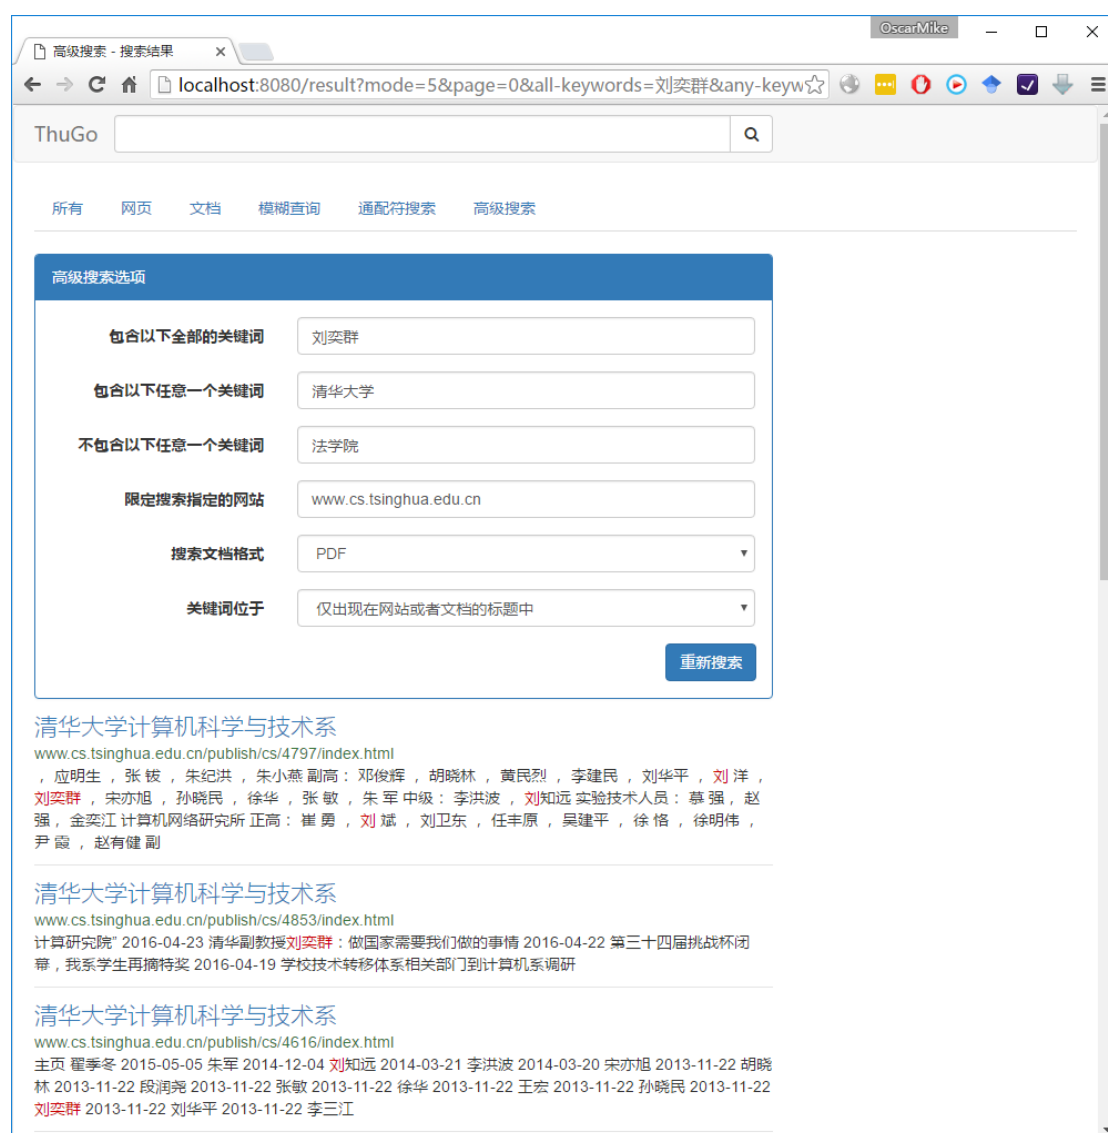 OscarMike
高级搜索 - 搜索结果
localhost:8080/result?mode=5&page=0&all-keywords=刘奕群&any-keyw
ThuGo
所有 网页 文档 模糊查询 通配符搜索 高级搜索
高级搜索选项
包含以下全部的关键词 刘奕群
包含以下任意一个关键词 清华大学
不包含以下任意一个关键词 法学院
限定搜索指定的网站 www.cs.tsinghua.edu.cn
搜索文档格式 PDF
关键词位于 仅出现在网站或者文档的标题中
重新搜索
清华大学计算机科学与技术系
www.cs.tsinghua.edu.cn/publish/cs/4797/index.html
， 应明生 ， 张 钹 ， 朱纪洪 ， 朱小燕 副高： 邓俊辉 ， 胡晓林 ， 黄民烈 ， 李建民 ， 刘华平 ， 刘 洋 ，
刘奕群 ， 宋亦旭 ， 孙晓民 ， 徐华 ， 张 敏 ， 朱 军 中级： 李洪波 ， 刘知远 实验技术人员： 慕 强， 赵
强， 金奕江 计算机网络研究所 正高： 崔 勇 ， 刘 斌 ， 刘卫东 ， 任丰原 ， 吴建平 ， 徐 恪 ， 徐明伟 ，
尹 霞 ， 赵有健 副
清华大学计算机科学与技术系
www.cs.tsinghua.edu.cn/publish/cs/4853/index.html
计算研究院” 2016-04-23 清华副教授刘奕群：做国家需要我们做的事情 2016-04-22 第三十四届挑战杯闭
幕，我系学生再摘特奖 2016-04-19 学校技术转移体系相关部门到计算机系调研
清华大学计算机科学与技术系
www.cs.tsinghua.edu.cn/publish/cs/4616/index.html
主页 翟季冬 2015-05-05 朱军 2014-12-04 刘知远 2014-03-21 李洪波 2014-03-20 宋亦旭 2013-11-22 胡晓
林 2013-11-22 段润尧 2013-11-22 张敏 2013-11-22 徐华 2013-11-22 王宏 2013-11-22 孙晓民 2013-11-22
刘奕群 2013-11-22 刘华平 2013-11-22 李三江